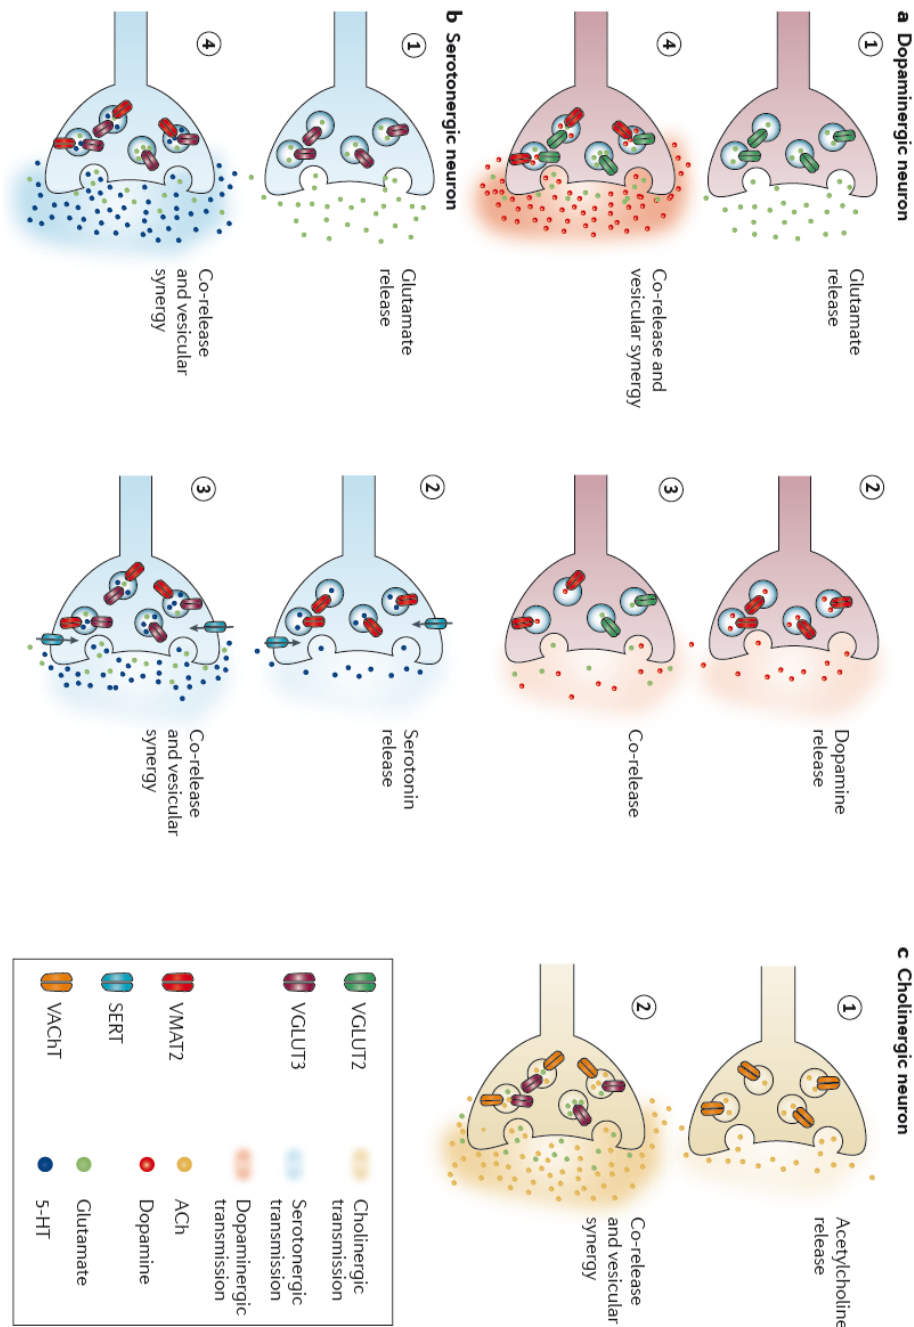 a Dopaminergic neuron
1
Glutamate
release
2
Dopamine
release
4
Co-release and
vesicular synergy
3
Co-release
b Serotonergic neuron
1
Glutamate
release
2
Serotonin
release
4
Co-release
and vesicular
synergy
3
Co-release
and vesicular
synergy
c Cholinergic neuron
1
Acetylcholine
release
2
Co-release
and vesicular
synergy
VGLUT2
VGLUT3
VMAT2
SERT
VAChT
Cholinergic
transmission
Serotonergic
transmission
Dopaminergic
transmission
ACh
Dopamine
Glutamate
5-HT